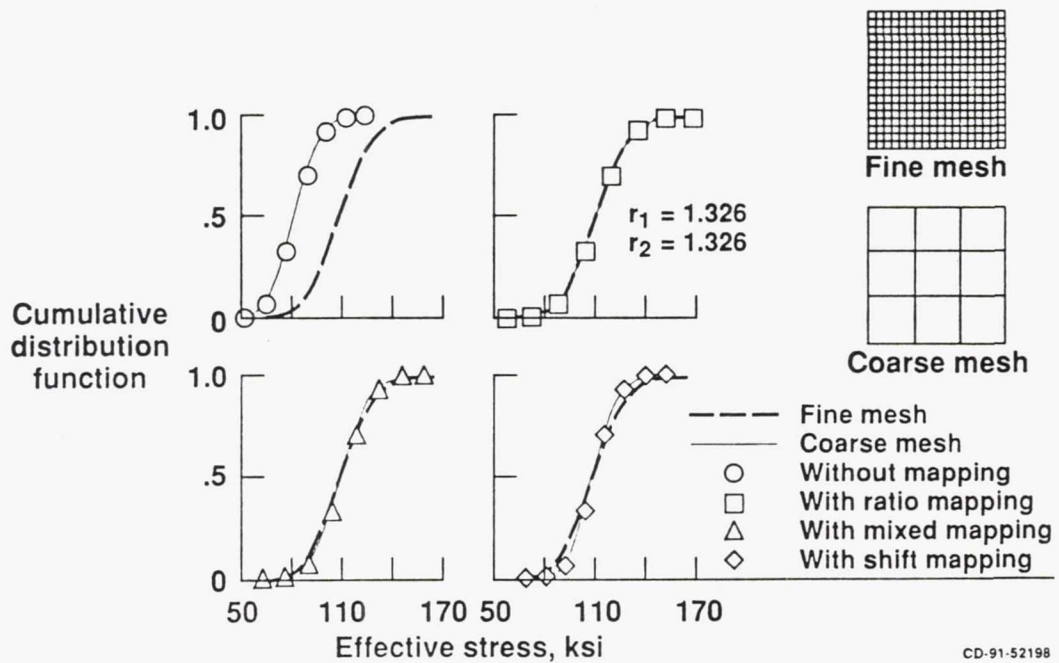 1.0
.5
0
r1 = 1.326
r2 = 1.326
Fine mesh
Coarse mesh
Cumulative
distribution
function
1.0
.5
0
50 110 170 50 110 170
Effective stress, ksi
Fine mesh
Coarse mesh
Without mapping
With ratio mapping
With mixed mapping
With shift mapping
CD-91-52198